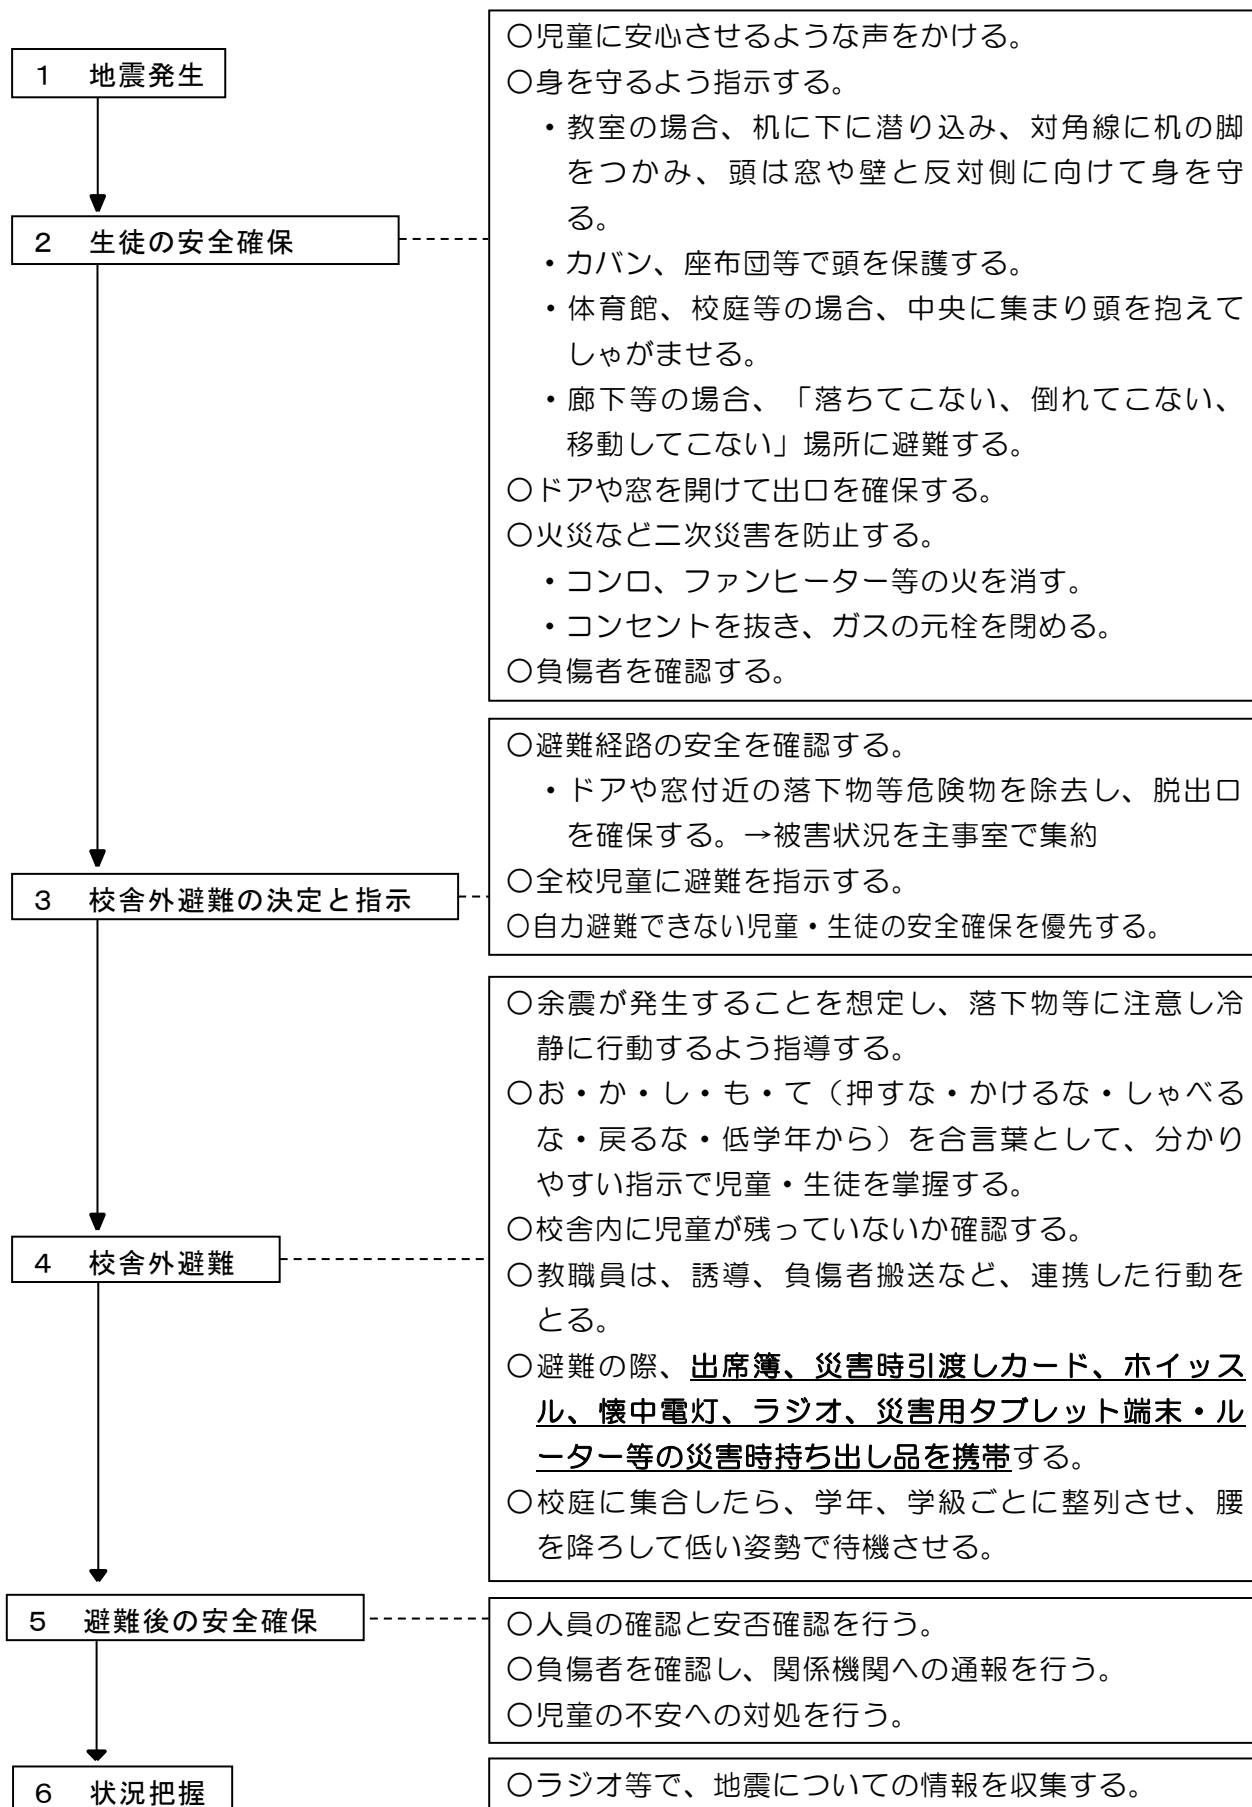 １　地震発生
〇児童に安心させるような声をかける。
〇身を守るよう指示する。
・教室の場合、机に下に潜り込み、対角線に机の脚
をつかみ、頭は窓や壁と反対側に向けて身を守
る。
２　生徒の安全確保
・カバン、座布団等で頭を保護する。
・体育館、校庭等の場合、中央に集まり頭を抱えて
しゃがませる。
・廊下等の場合、「落ちてこない、倒れてこない、
移動してこない」場所に避難する。
〇ドアや窓を開けて出口を確保する。
〇火災など二次災害を防止する。
・コンロ、ファンヒーター等の火を消す。
・コンセントを抜き、ガスの元栓を閉める。
〇負傷者を確認する。
３　校舎外避難の決定と指示
〇避難経路の安全を確認する。
・ドアや窓付近の落下物等危険物を除去し、脱出口
を確保する。→被害状況を主事室で集約
〇全校児童に避難を指示する。
〇自力避難できない児童・生徒の安全確保を優先する。
４　校舎外避難
〇余震が発生することを想定し、落下物等に注意し冷
静に行動するよう指導する。
〇お・か・し・も・て（押すな・かけるな・しゃべる
な・戻るな・低学年から）を合言葉として、分かり
やすい指示で児童・生徒を掌握する。
〇校舎内に児童が残っていないか確認する。
〇教職員は、誘導、負傷者搬送など、連携した行動を
とる。
〇避難の際、出席簿、災害時引渡しカード、ホイッス
ル、懐中電灯、ラジオ、災害用タブレット端末・ル
ーター等の災害時持ち出し品を携帯する。
〇校庭に集合したら、学年、学級ごとに整列させ、腰
を降ろして低い姿勢で待機させる。
５　避難後の安全確保
〇人員の確認と安否確認を行う。
〇負傷者を確認し、関係機関への通報を行う。
〇児童の不安への対処を行う。
６　状況把握
〇ラジオ等で、地震についての情報を収集する。